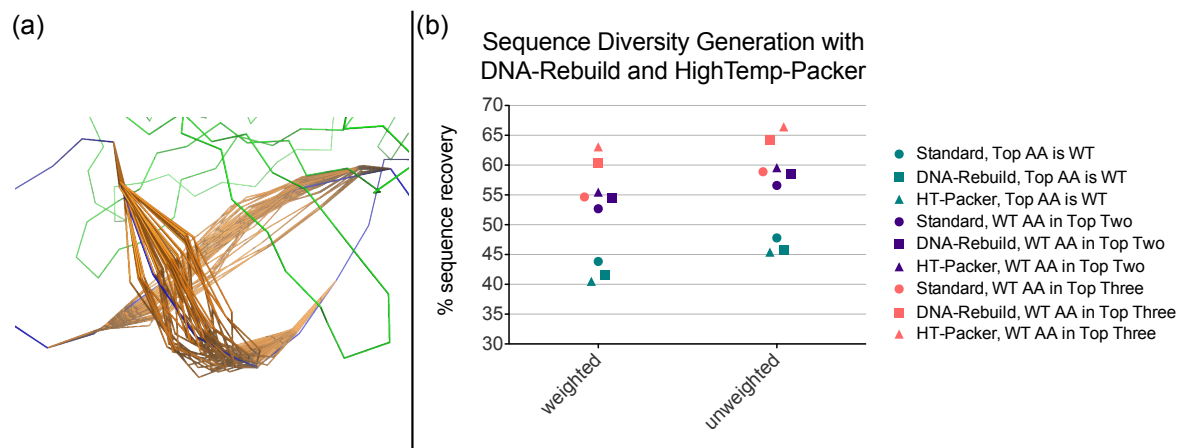 (a)
(b)
Sequence Diversity Generation with
DNA-Rebuild and HighTemp-Packer
% sequence recovery
70
65
60
55
50
45
40
35
30
weighted
unweighted
Standard, Top AA is WT
DNA-Rebuild, Top AA is WT
HT-Packer, Top AA is WT
Standard, WT AA in Top Two
DNA-Rebuild, WT AA in Top Two
HT-Packer, WT AA in Top Two
Standard, WT AA in Top Three
DNA-Rebuild, WT AA in Top Three
HT-Packer, WT AA in Top Three